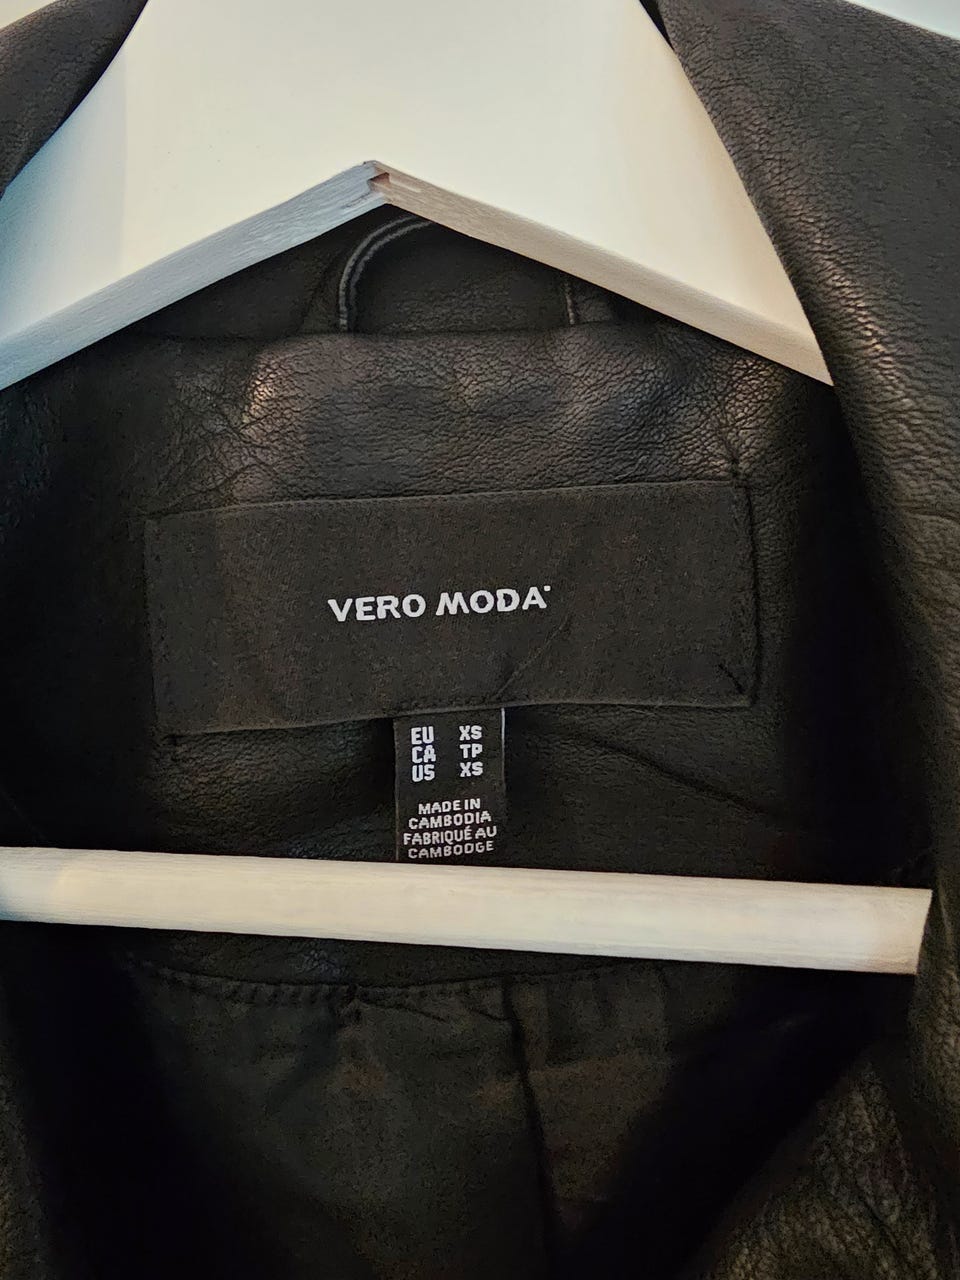 VERO MODA
EU XS
CA TP
US XS
MADE IN
CAMBODIA
FABRIQUÉ AU
CAMBODGE